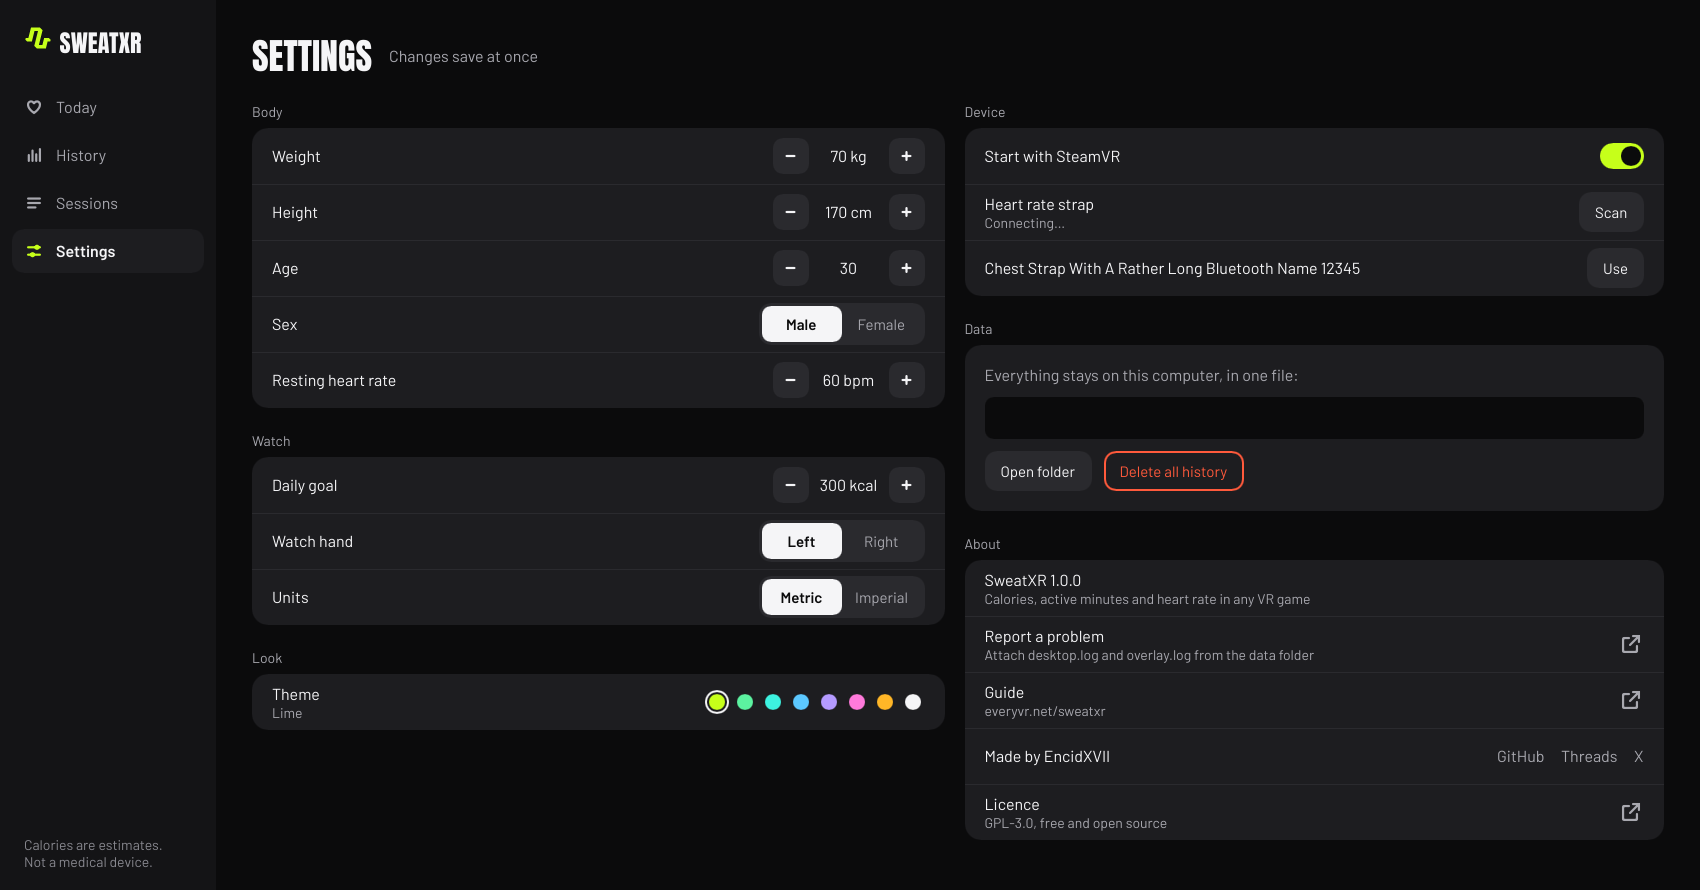 SWEATXR
Today
History
Sessions
Settings
Calories are estimates.
Not a medical device.
SETTINGS
Changes save at once
Body
Weight
70 kg
Height
170 cm
Age
30
Sex
Male Female
Resting heart rate
60 bpm
Watch
Daily goal
300 kcal
Watch hand
Left Right
Units
Metric Imperial
Look
Theme
Lime
Device
Start with SteamVR
Heart rate strap
Connecting...
Scan
Chest Strap With A Rather Long Bluetooth Name 12345
Use
Data
Everything stays on this computer, in one file:
Open folder
Delete all history
About
SweatXR 1.0.0
Calories, active minutes and heart rate in any VR game
Report a problem
Attach desktop.log and overlay.log from the data folder
Guide
everyvr.net/sweatxr
Made by EncidXVII
GitHub Threads X
Licence
GPL-3.0, free and open source